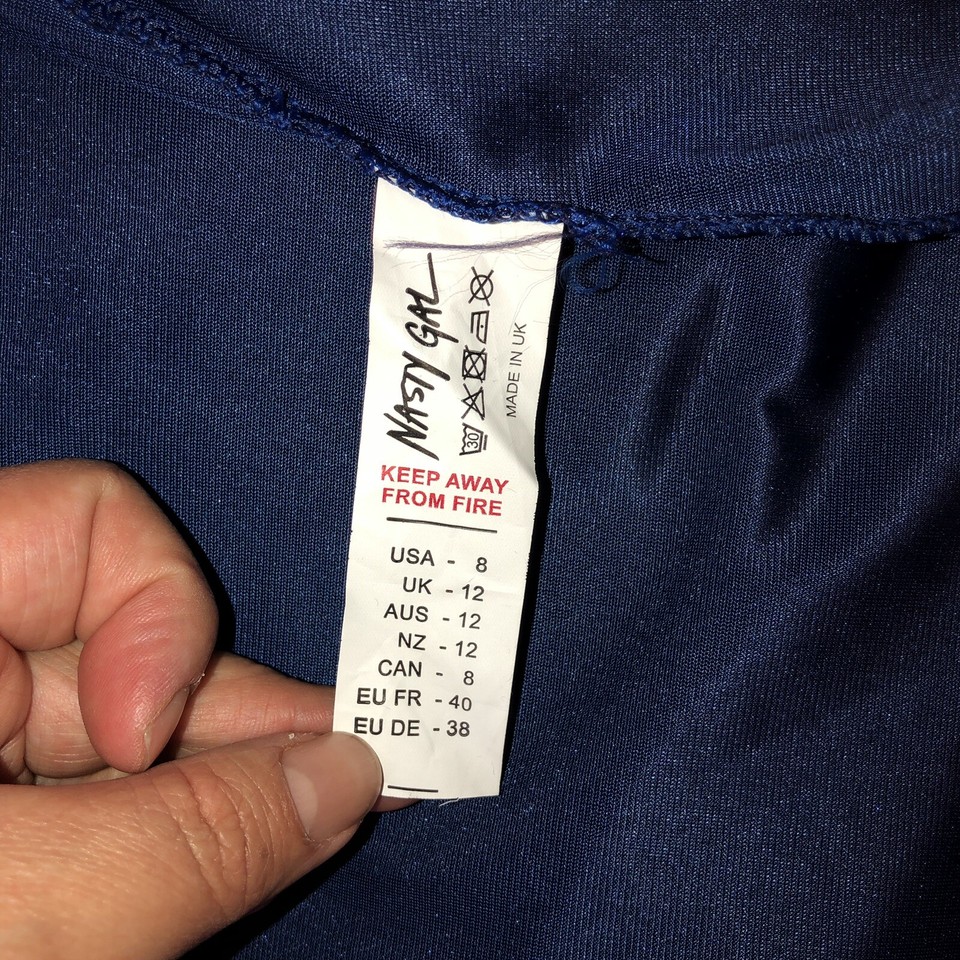 NASTY GAL
30
MADE IN UK
KEEP AWAY
FROM FIRE
USA - 8
UK - 12
AUS - 12
NZ - 12
CAN - 8
EU FR - 40
EU DE - 38